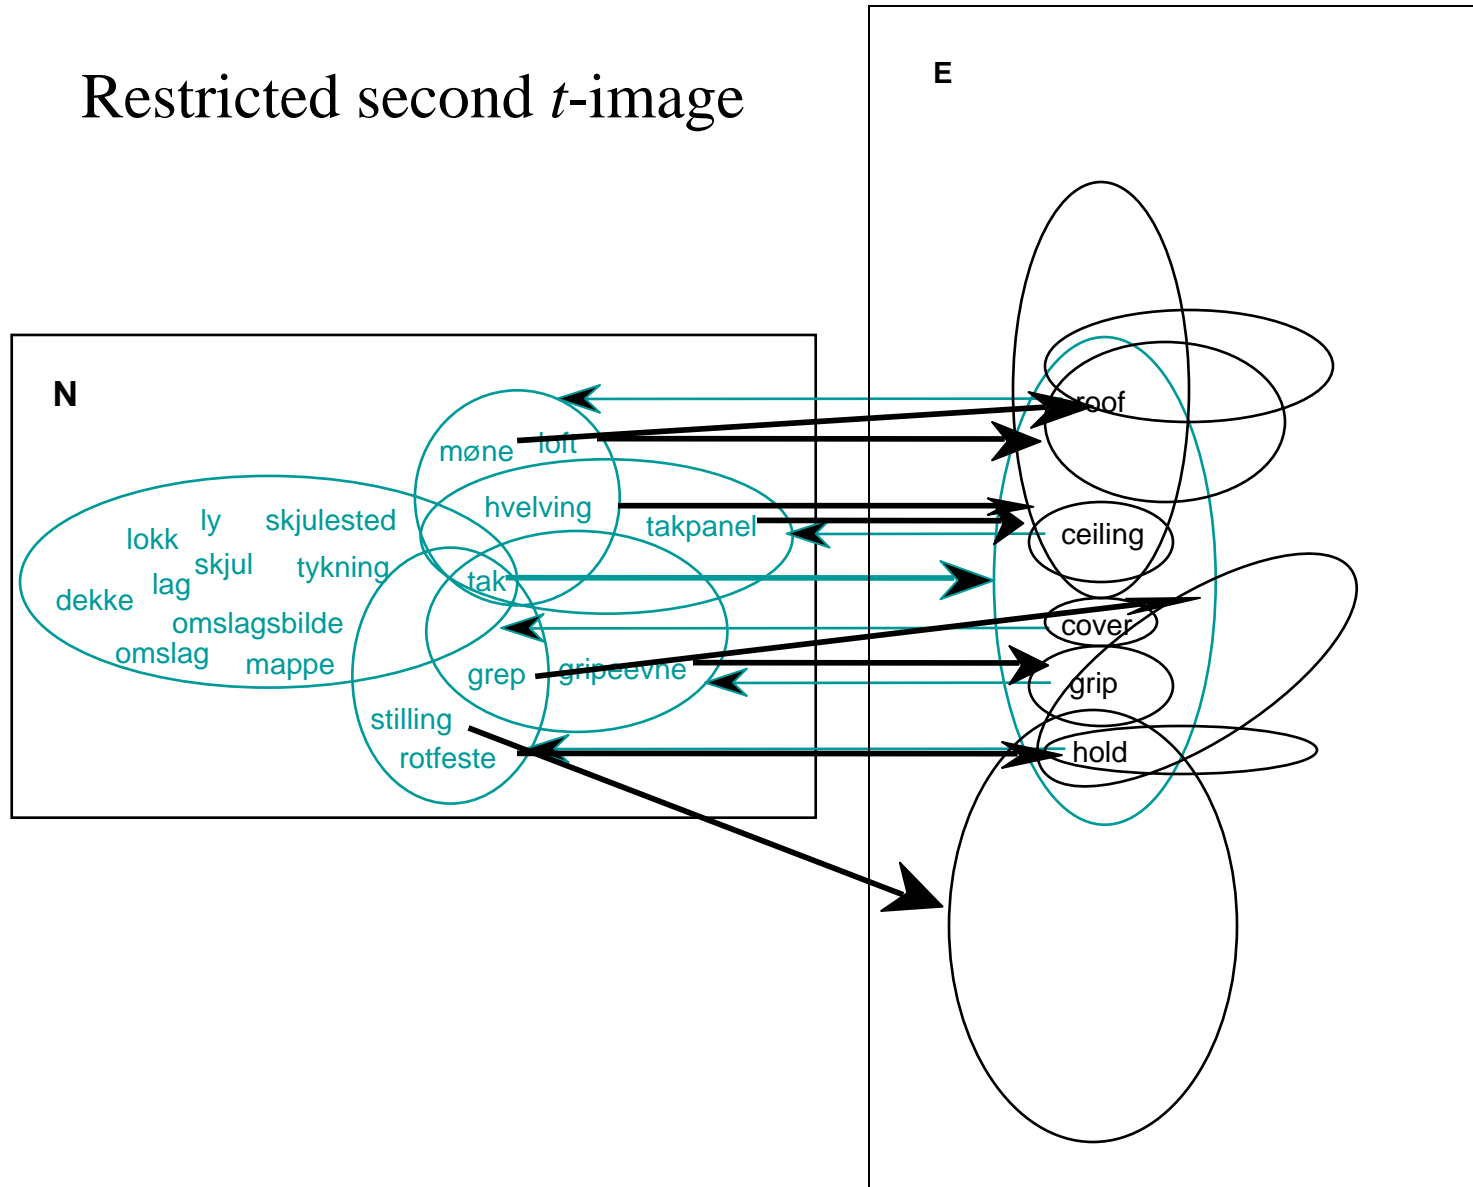 Restricted second t-image
E
N
møne loft
hvelving
takpanel
ly skjulested
lokk
skjul tykning
lag
dekke
tak
omslagsbilde
omslag
mappe
grep gripeevne
stilling
rotfeste
roof
ceiling
cover
grip
hold